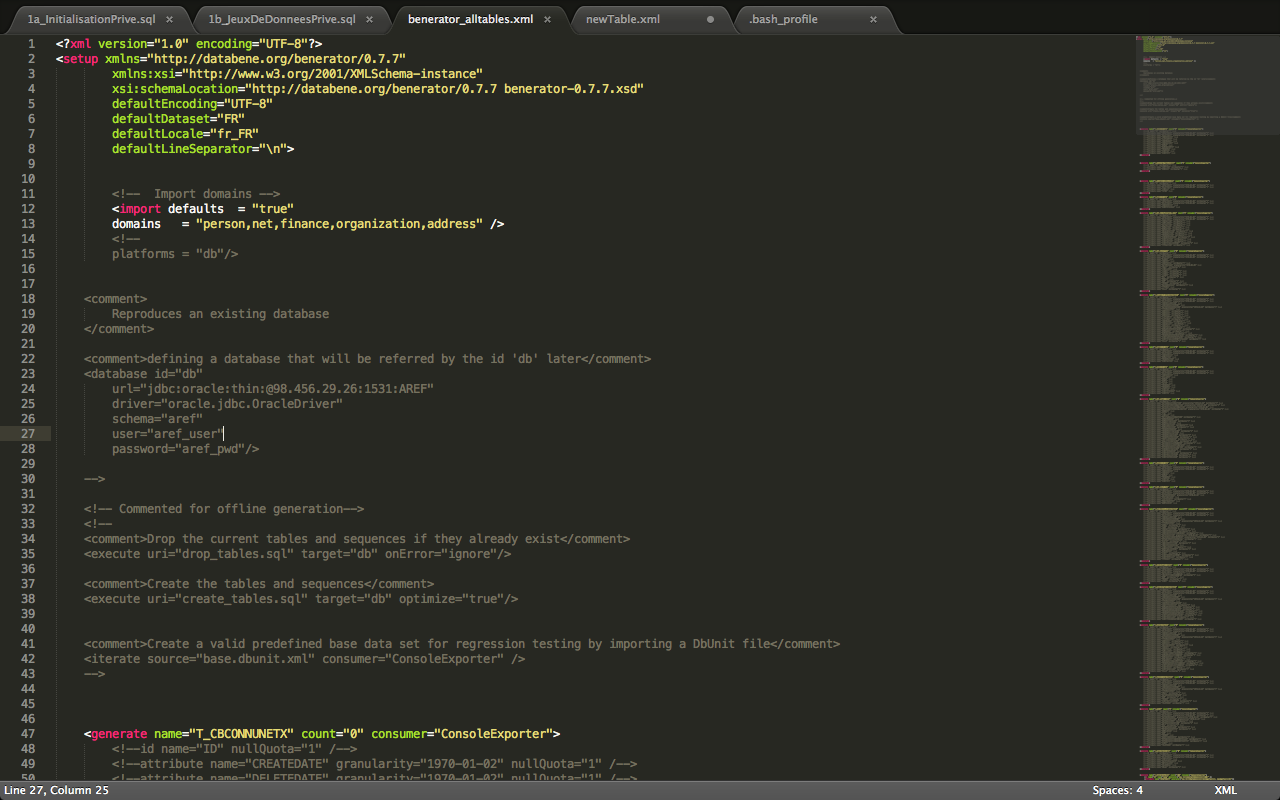 1a_InitialisationPrive.sql × 1b_JeuxDeDonneesPrive.sql × benerator_alltables.xml × newTable.xml .bash_profile ×
1 <?xml version="1.0" encoding="UTF-8"?>
2 <setup xmlns="http://databene.org/benerator/0.7.7"
3 xmlns:xsi="http://www.w3.org/2001/XMLSchema-instance"
4 xsi:schemaLocation="http://databene.org/benerator/0.7.7 benerator-0.7.7.xsd"
5 defaultEncoding="UTF-8"
6 defaultDataset="FR"
7 defaultLocale="fr_FR"
8 defaultLineSeparator="\n">
9
10
11 <!--  Import domains -->
12 <import defaults  = "true"
13 domains   = "person,net,finance,organization,address" />
14 <!--
15 platforms = "db"/>
16
17
18 <comment>
19 Reproduces an existing database
20 </comment>
21
22 <comment>defining a database that will be referred by the id 'db' later</comment>
23 <database id="db"
24 url="jdbc:oracle:thin:@98.456.29.26:1531:AREF"
25 driver="oracle.jdbc.OracleDriver"
26 schema="aref"
27 user="aref_user"
28 password="aref_pwd"/>
29
30 -->
31
32 <!-- Commented for offline generation-->
33 <!--
34 <comment>Drop the current tables and sequences if they already exist</comment>
35 <execute uri="drop_tables.sql" target="db" onError="ignore"/>
36
37 <comment>Create the tables and sequences</comment>
38 <execute uri="create_tables.sql" target="db" optimize="true"/>
39
40
41 <comment>Create a valid predefined base data set for regression testing by importing a DbUnit file</comment>
42 <iterate source="base.dbunit.xml" consumer="ConsoleExporter" />
43 -->
44
45
46
47 <generate name="T_CBCONNUNETX" count="0" consumer="ConsoleExporter">
48 <!--id name="ID" nullQuota="1" /-->
49 <!--attribute name="CREATEDATE" granularity="1970-01-02" nullQuota="1" /-->
50 <!--attribute name="DELETEDATE" granularity="1970-01-02" nullQuota="1" /-->
Line 27, Column 25 Spaces: 4 XML